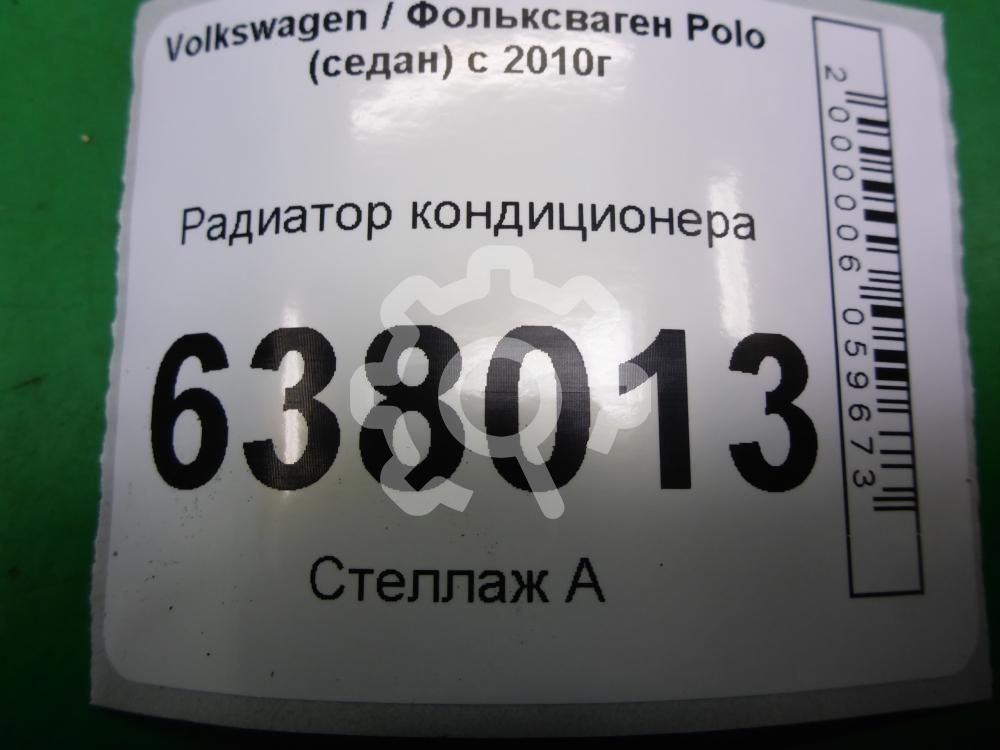 Volkswagen / Фольксваген Polo
(седан) с 2010г
Радиатор кондиционера
638013
Стеллаж А
2000006059673